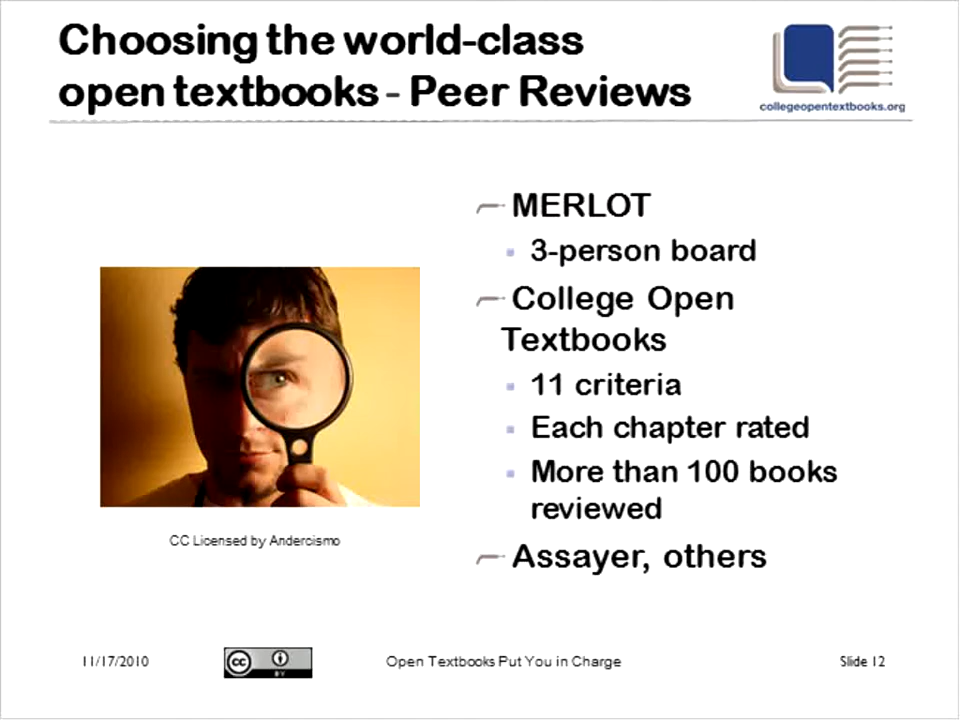 Choosing the world-class
open textbooks - Peer Reviews
collegeopentextbooks.org
MERLOT
3-person board
College Open
Textbooks
11 criteria
Each chapter rated
More than 100 books
reviewed
Assayer, others
CC Licensed by Andercismo
11/17/2010
cc
BY
Open Textbooks Put You in Charge
Slide 12